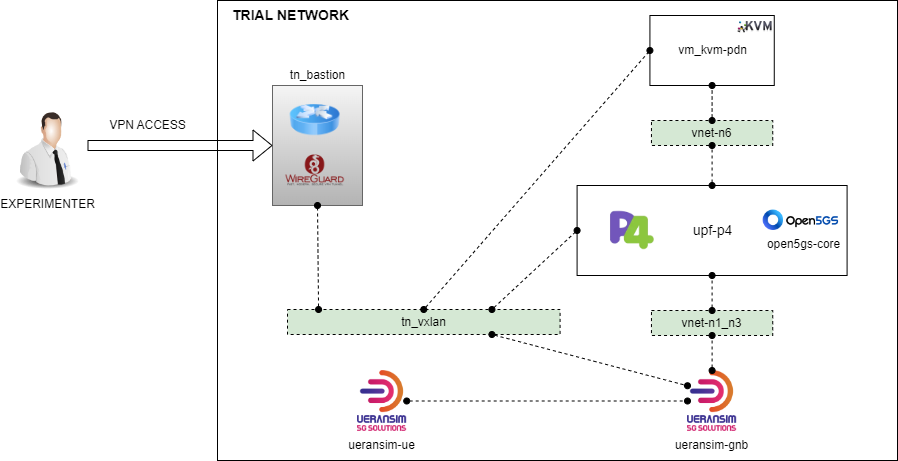 TRIAL NETWORK
KVM
vm_kvm-pdn
tn_bastion
VPN ACCESS
vnet-n6
WIREGUARD
EXPERIMENTER
P4
upf-p4
Open5GS
open5gs-core
tn_vxlan
vnet-n1_n3
UERANSIM
5G SOLUTIONS
ueransim-ue
UERANSIM
5G SOLUTIONS
ueransim-gnb